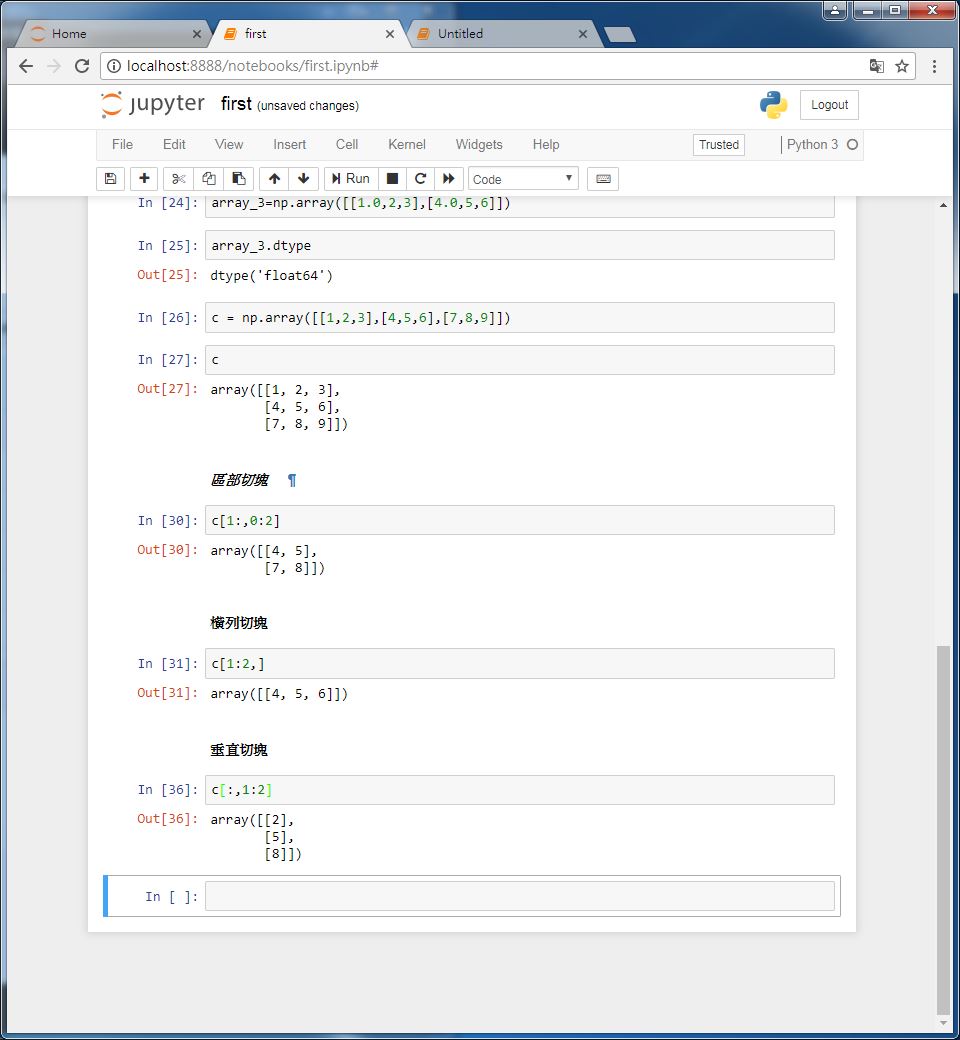 Home
first
Untitled
localhost:8888/notebooks/first.ipynb#
jupyter first (unsaved changes)
Logout
File Edit View Insert Cell Kernel Widgets Help
Trusted
Python 3
Run
Code
In [24]: array_3=np.array([[1.0,2,3],[4.0,5,6]])
In [25]: array_3.dtype
Out[25]: dtype('float64')
In [26]: c = np.array([[1,2,3],[4,5,6],[7,8,9]])
In [27]: c
Out[27]: array([[1, 2, 3],
[4, 5, 6],
[7, 8, 9]])
區部切塊 ¶
In [30]: c[1:,0:2]
Out[30]: array([[4, 5],
[7, 8]])
橫列切塊
In [31]: c[1:2,]
Out[31]: array([[4, 5, 6]])
垂直切塊
In [36]: c[:,1:2]
Out[36]: array([[2],
[5],
[8]])
In [ ]: